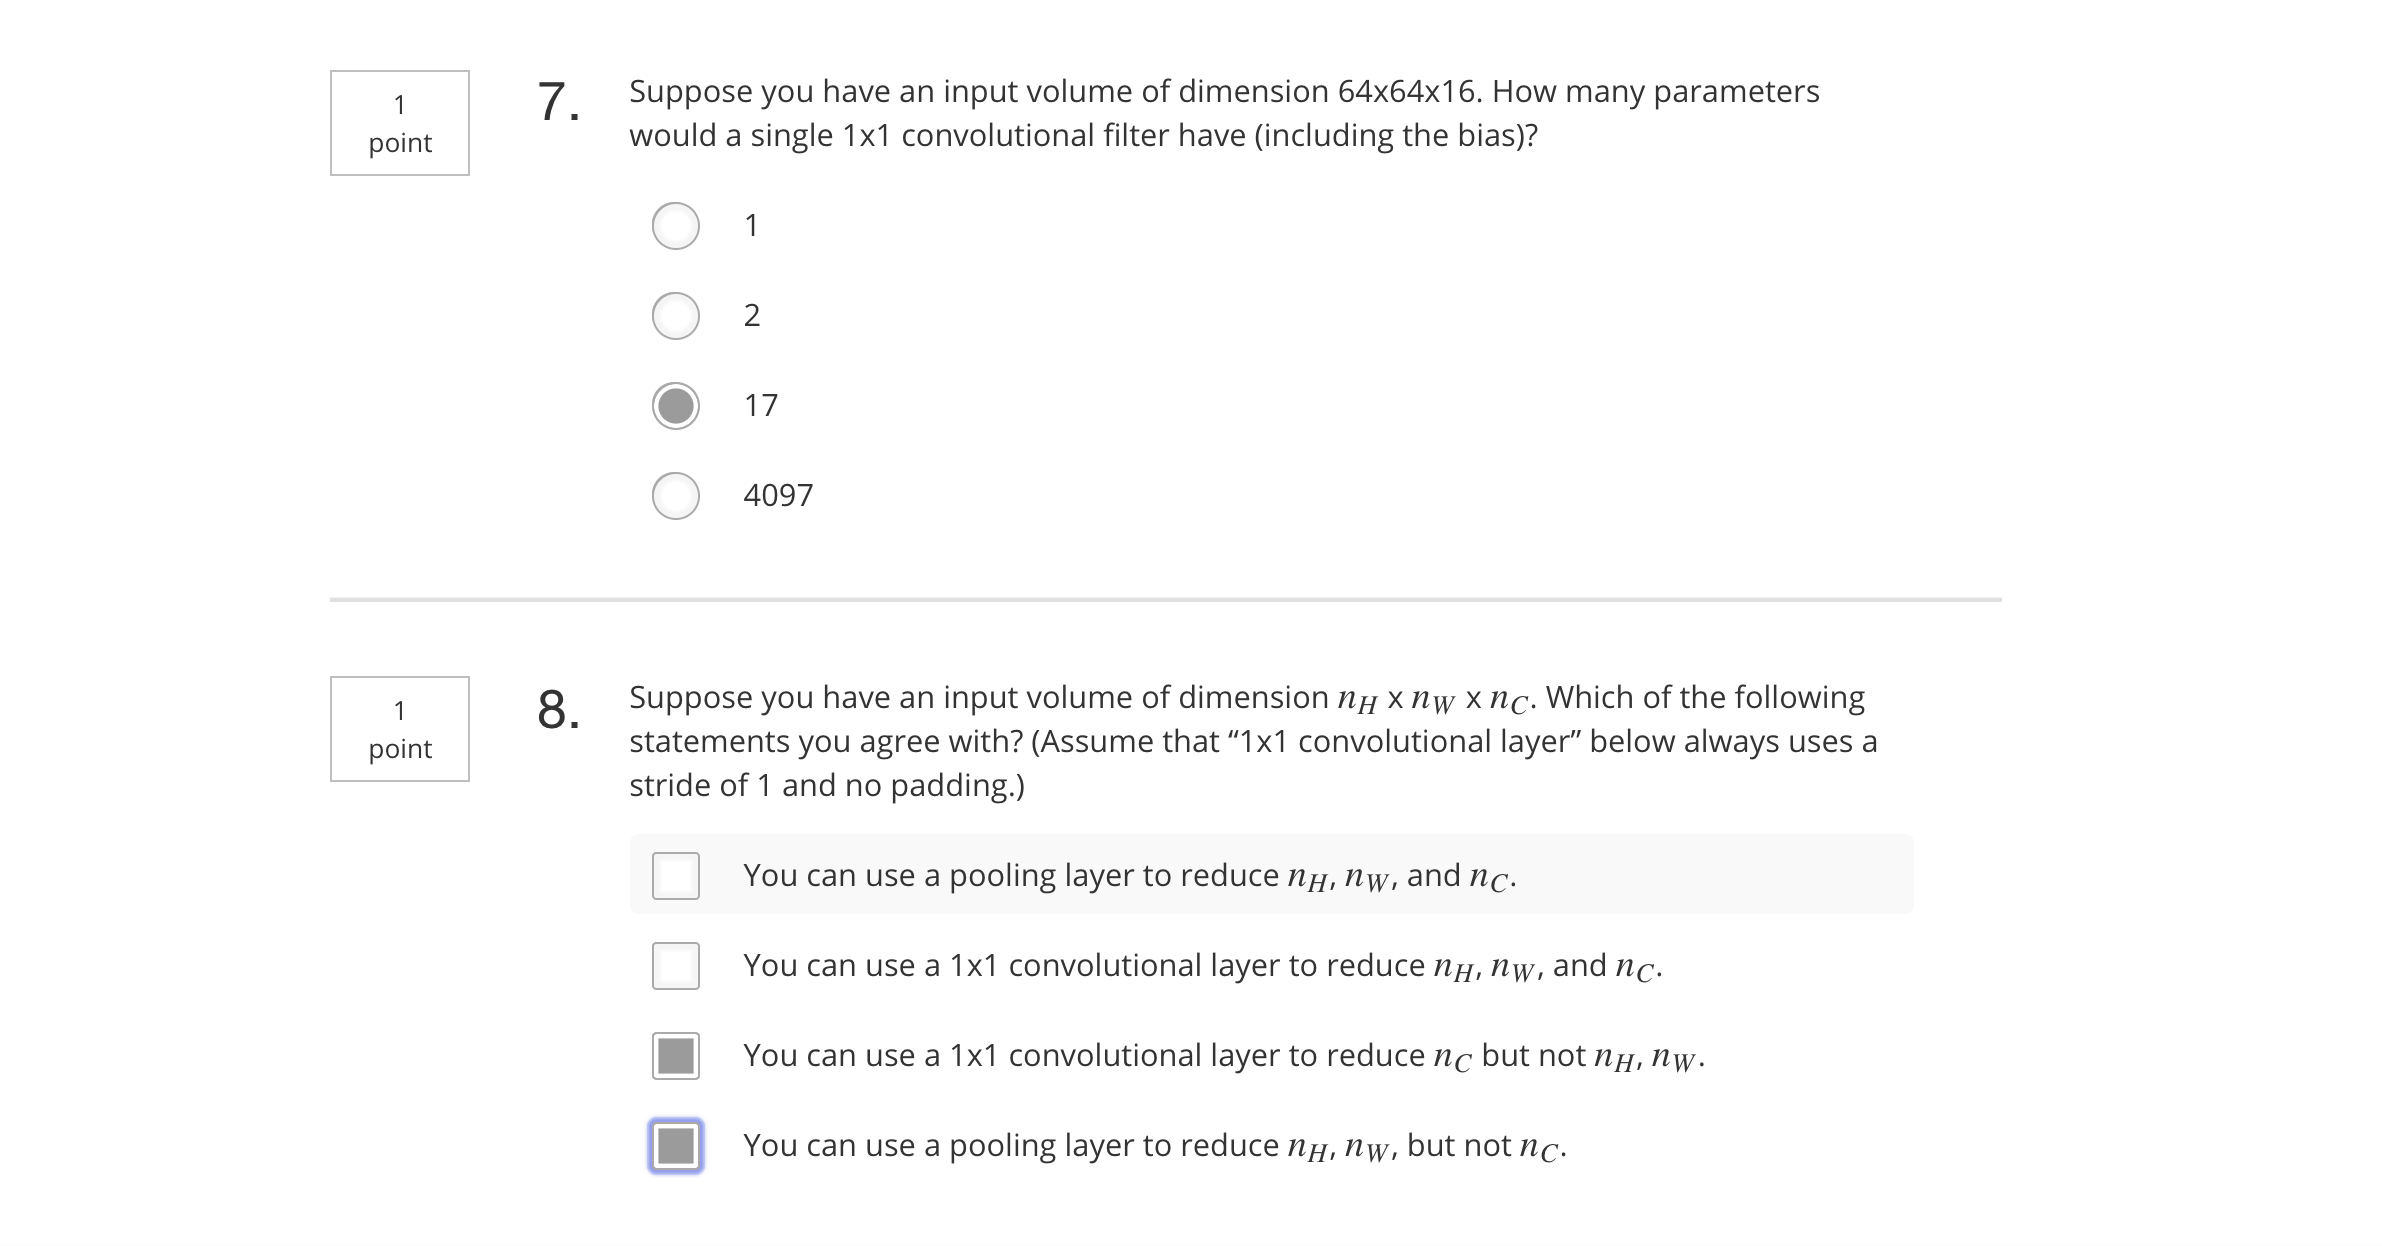 1
point
7.
Suppose you have an input volume of dimension 64x64x16. How many parameters
would a single 1x1 convolutional filter have (including the bias)?
1
2
17
4097
1
point
8.
Suppose you have an input volume of dimension n_H x n_W x n_C. Which of the following
statements you agree with? (Assume that “1x1 convolutional layer” below always uses a
stride of 1 and no padding.)
You can use a pooling layer to reduce n_H, n_W, and n_C.
You can use a 1x1 convolutional layer to reduce n_H, n_W, and n_C.
You can use a 1x1 convolutional layer to reduce n_C but not n_H, n_W.
You can use a pooling layer to reduce n_H, n_W, but not n_C.